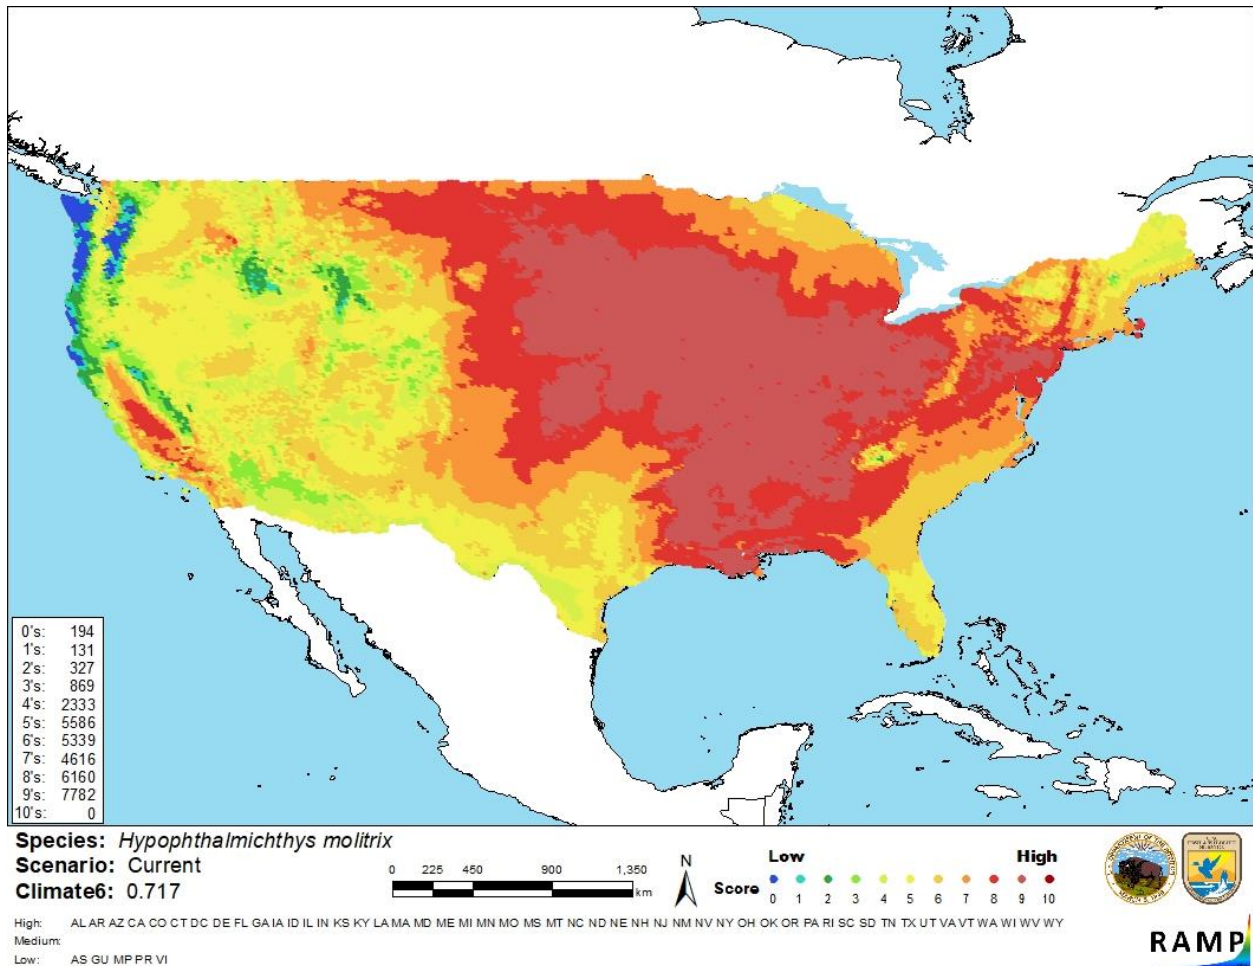 0's: 194
1's: 131
2's: 327
3's: 869
4's: 2333
5's: 5586
6's: 5339
7's: 4616
8's: 6160
9's: 7782
10's: 0
Species: Hypophthalmichthys molitrix
Scenario: Current
Climate6: 0.717
0 225 450 900 1,350
km
N
Low High
Score 0 1 2 3 4 5 6 7 8 9 10
High: AL AR AZ CA CO CT DC DE FL GA IA ID IL IN KS KY LA MA MD ME MI MN MO MS MT NC ND NE NH NJ NM NV NY OH OK OR PA RI SC SD TN TX UT VA VT WA WI WV WY
Medium:
Low: AS GU MP PR VI
RAMP